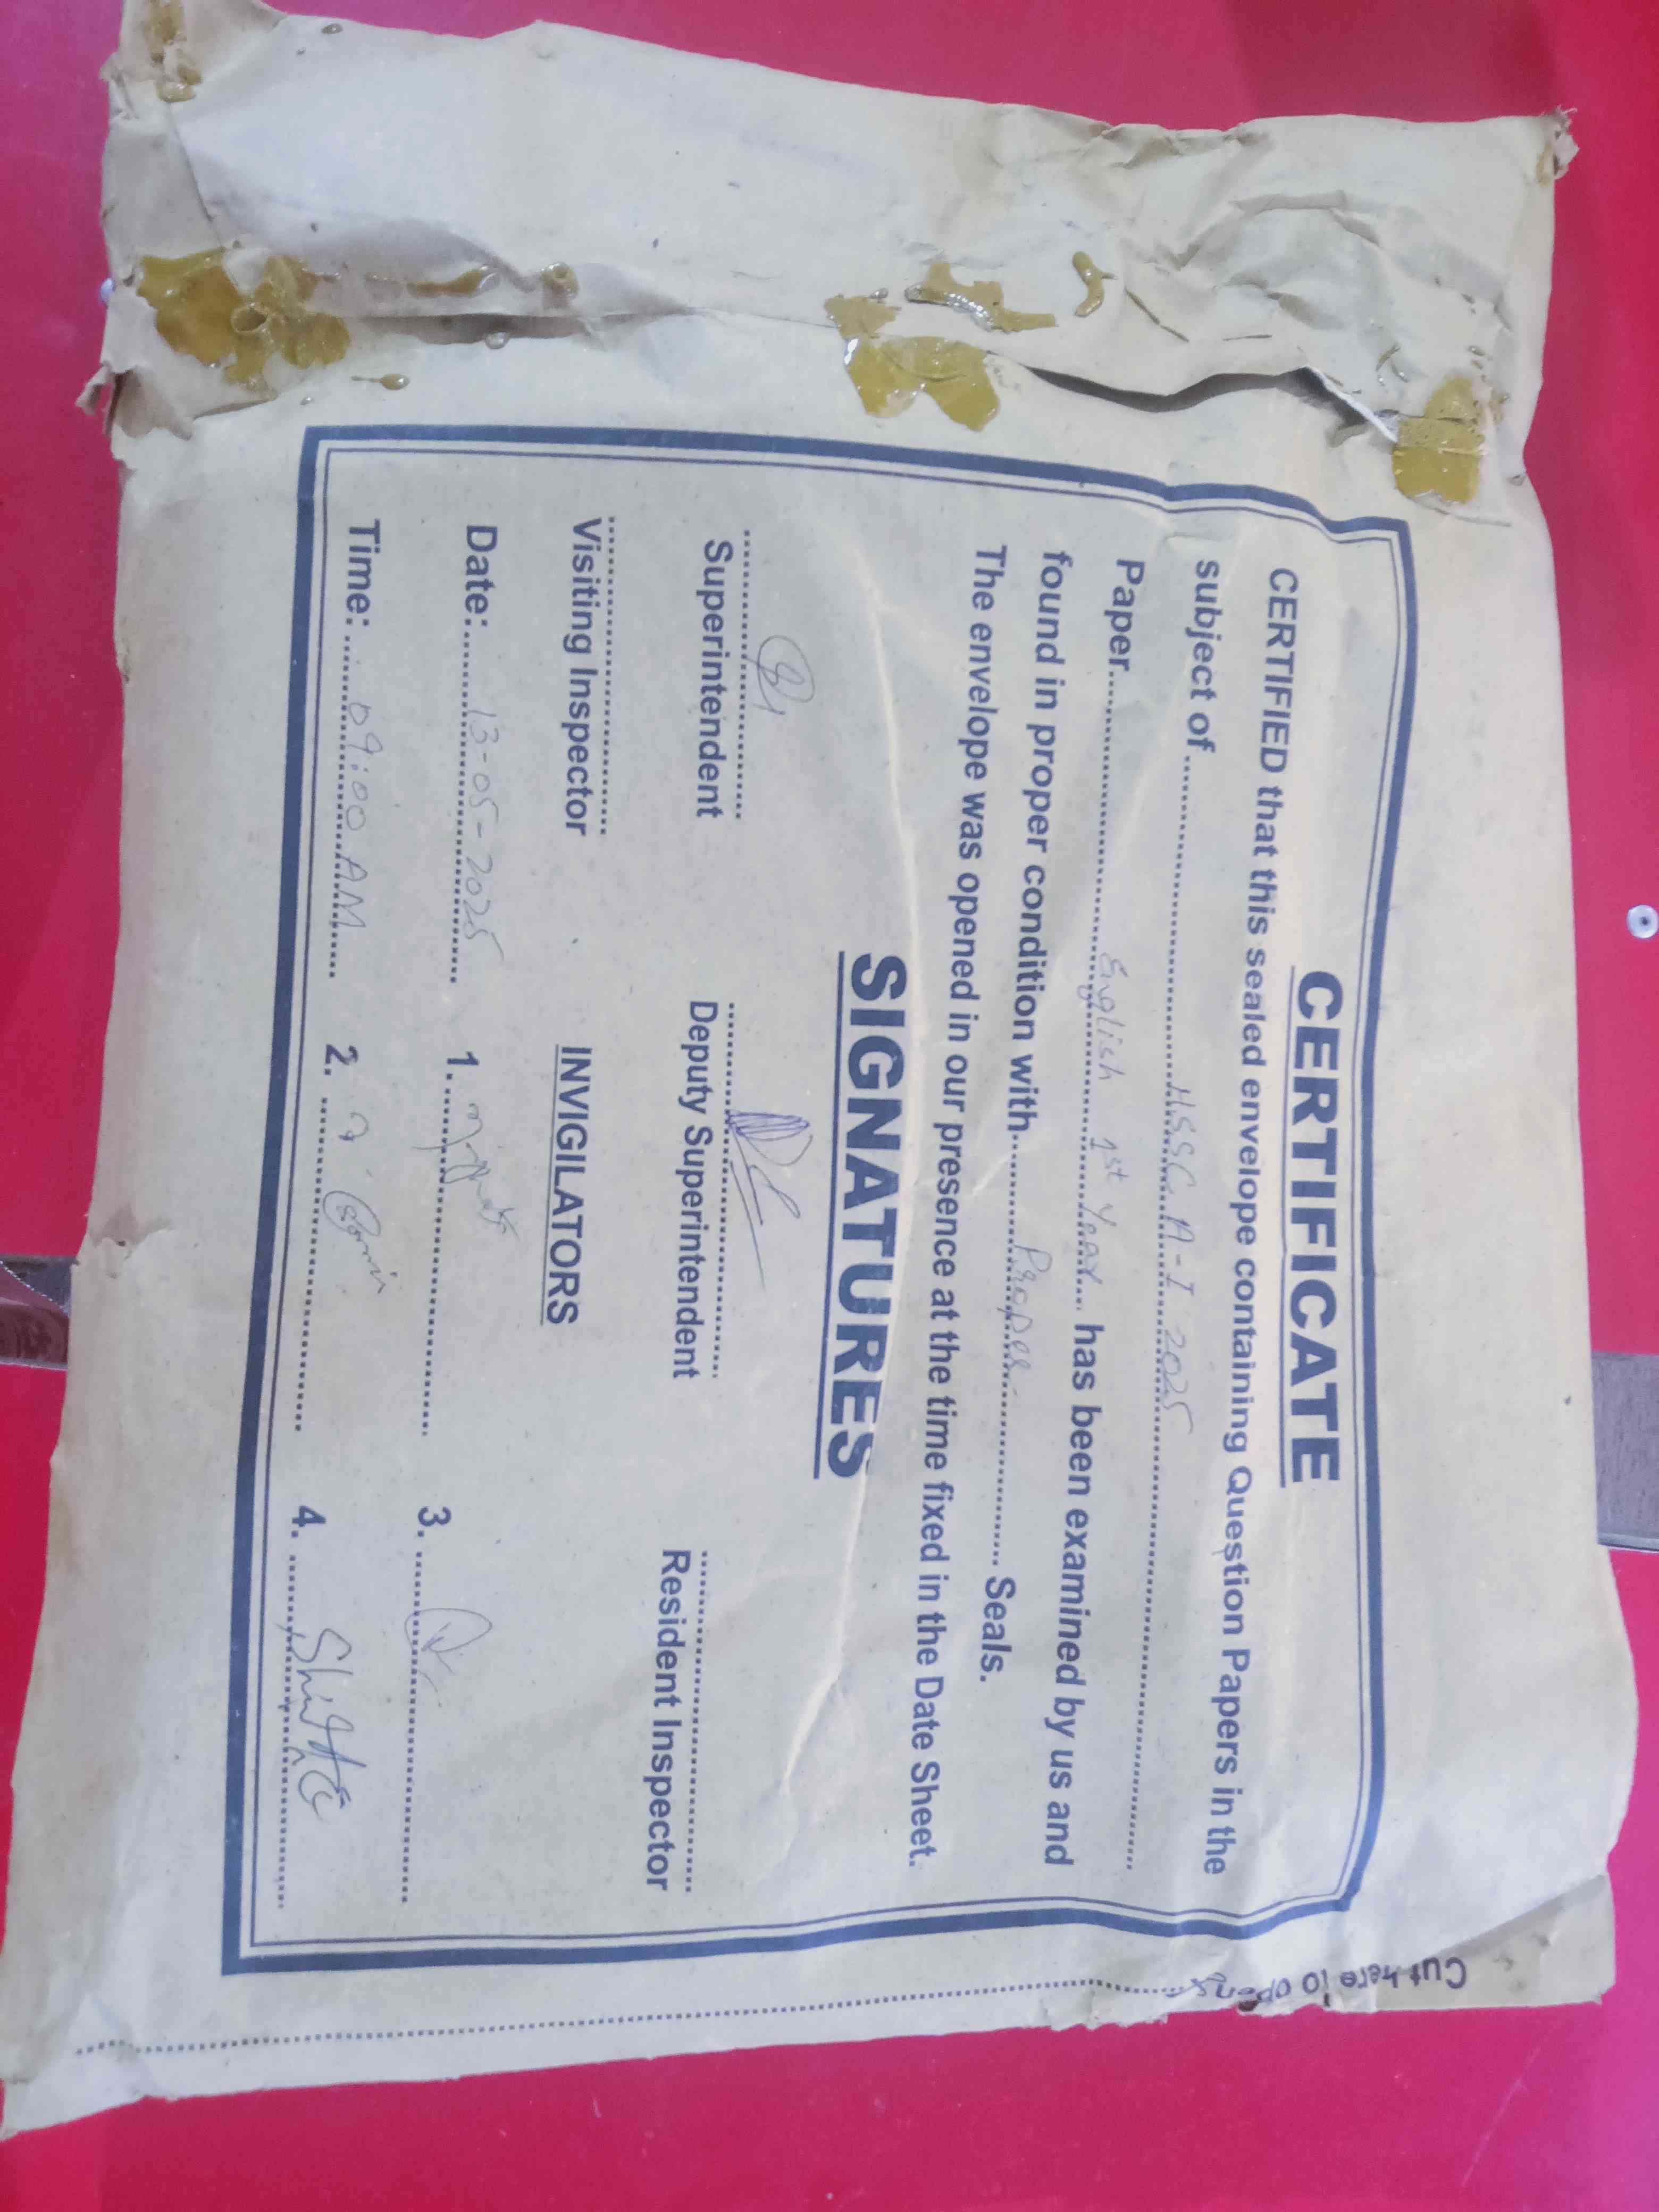 CERTIFICATE
CERTIFIED that this sealed envelope containing Question Papers in the
subject of HSSC. A-I 2025
Paper English 1st Year has been examined by us and
found in proper condition with Proper Seals.
The envelope was opened in our presence at the time fixed in the Date Sheet.
SIGNATURES
Superintendent Deputy Superintendent Resident Inspector
Visiting Inspector INVIGILATORS
Date: 13-05-2025 1. 3.
Time: 09:00 AM 2. 4.
Cut here to open